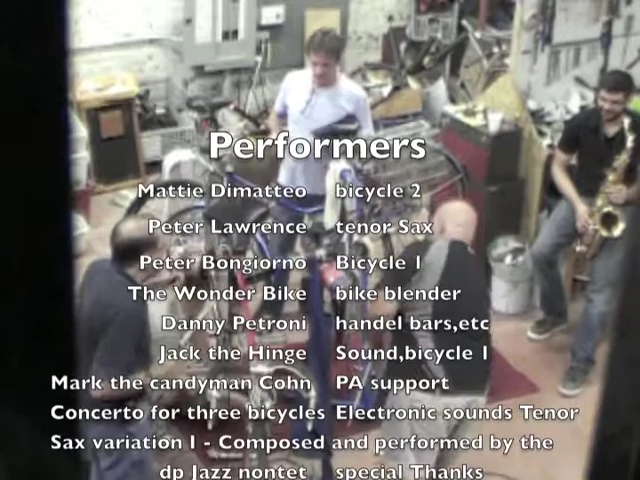 Performers
Mattie Dimatteo bicycle 2
Peter Lawrence tenor Sax
Peter Bongiorno Bicycle 1
The Wonder Bike bike blender
Danny Petroni handel bars,etc
Jack the Hinge Sound,bicycle 1
Mark the candyman Cohn PA support
Concerto for three bicycles Electronic sounds Tenor
Sax variation 1 - Composed and performed by the
dp Jazz nontet special Thanks